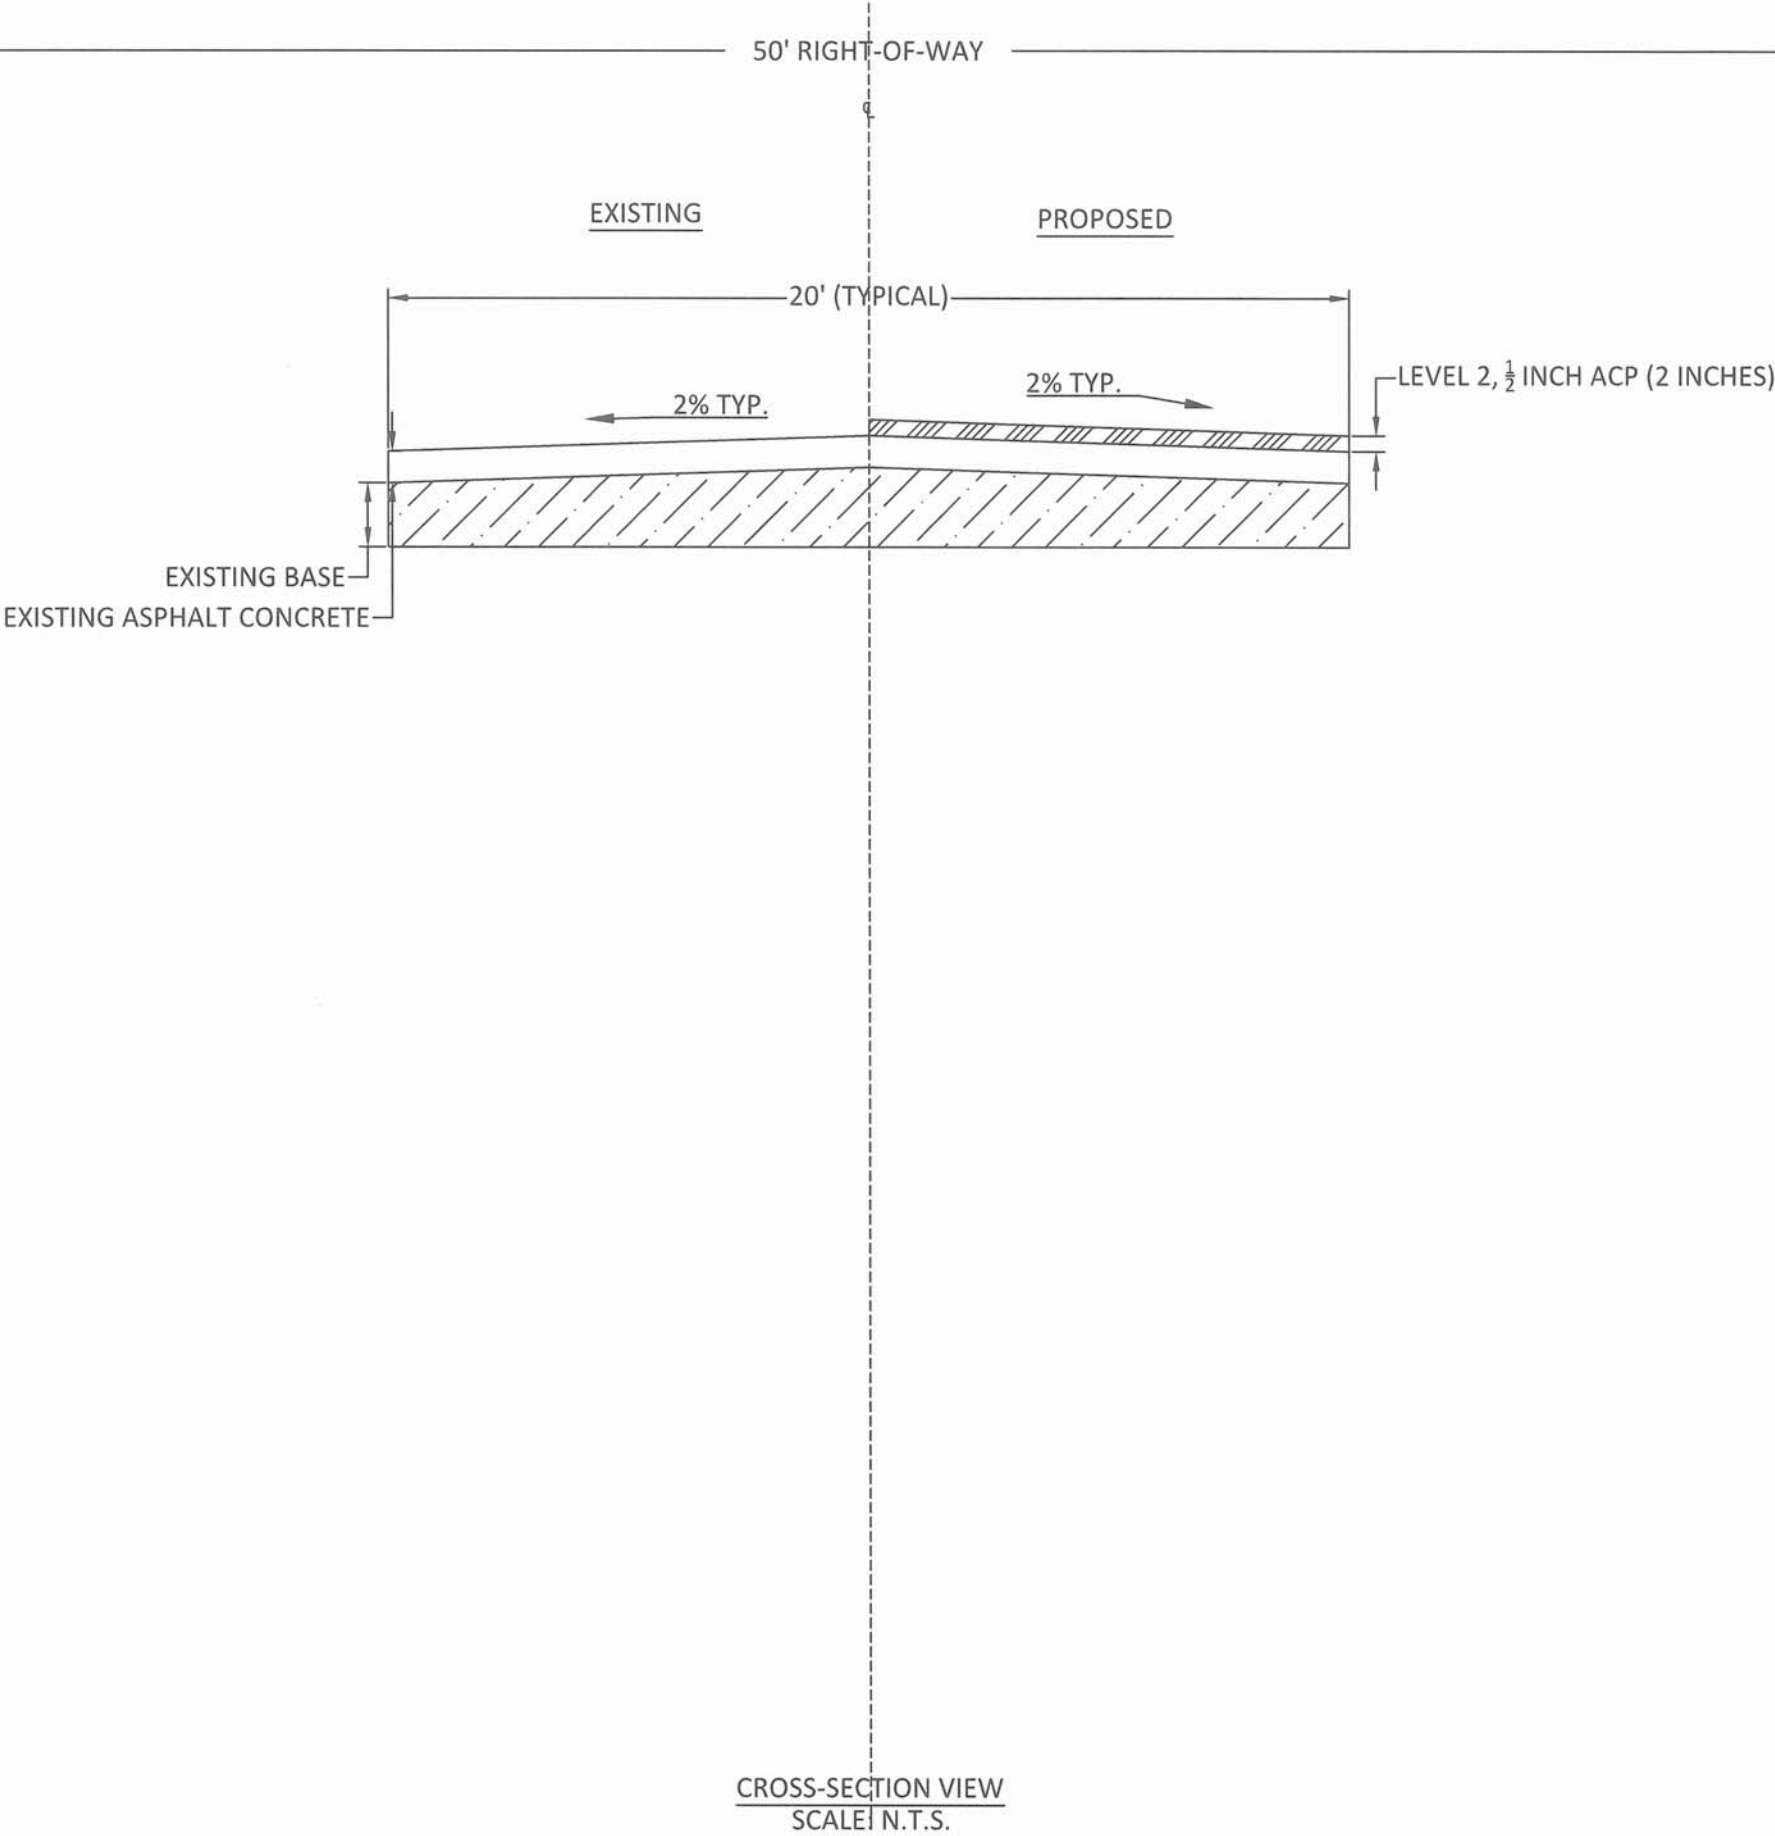 50' RIGHT-OF-WAY
℄
EXISTING
PROPOSED
20' (TYPICAL)
2% TYP.
2% TYP.
LEVEL 2, ½ INCH ACP (2 INCHES)
EXISTING BASE
EXISTING ASPHALT CONCRETE
CROSS-SECTION VIEW
SCALE: N.T.S.